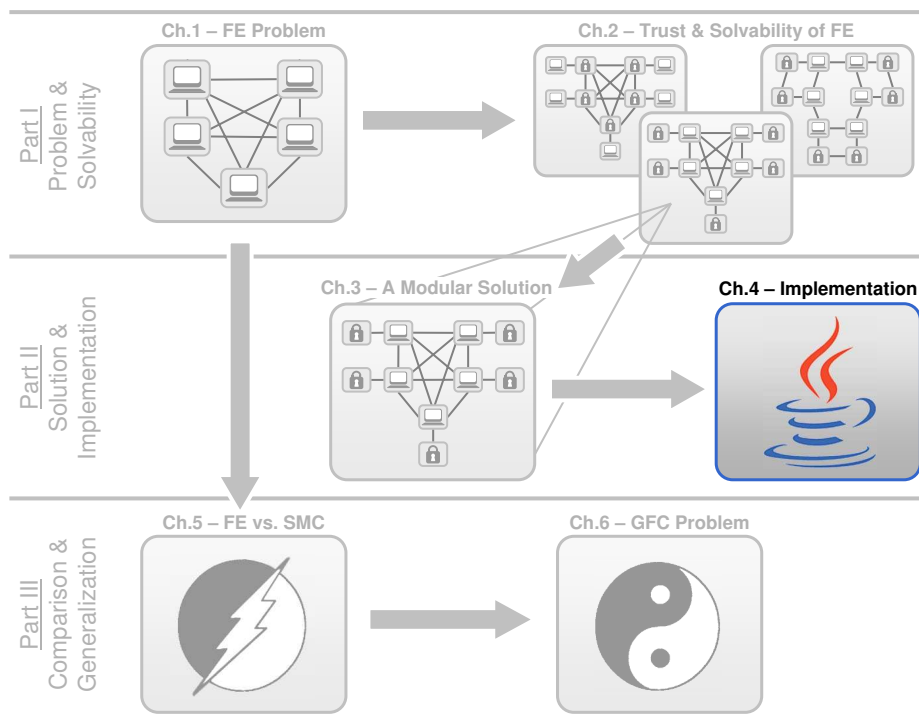 Part I
Problem &
Solvability
Ch.1 – FE Problem
Ch.2 – Trust & Solvability of FE
Part II
Solution &
Implementation
Ch.3 – A Modular Solution
Ch.4 – Implementation
Part III
Comparison &
Generalization
Ch.5 – FE vs. SMC
Ch.6 – GFC Problem